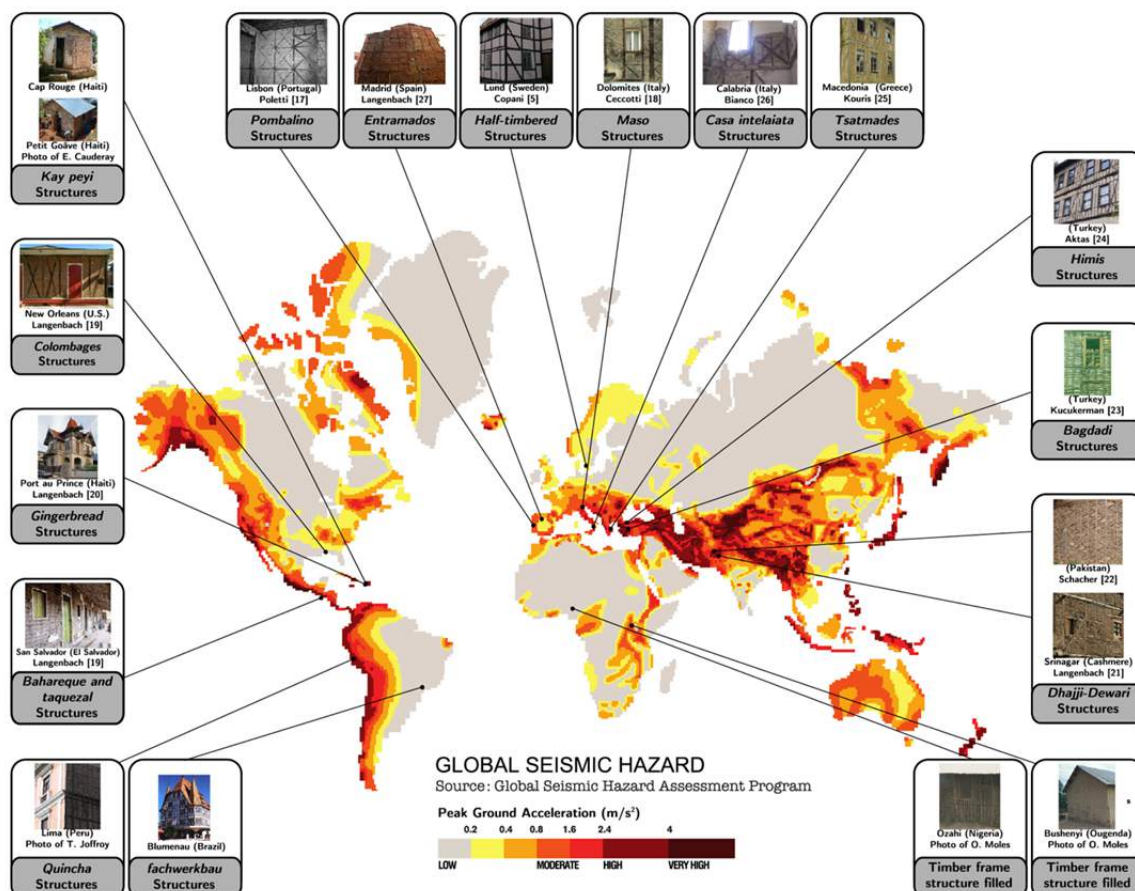 Cap Rouge (Haiti)
Petit Goâve (Haiti)
Photo of E. Cauderay
Kay peyi
Structures
Lisbon (Portugal)
Poletti [17]
Pombalino
Structures
Madrid (Spain)
Langenbach [27]
Entramados
Structures
Lund (Sweden)
Copani [5]
Half-timbered
Structures
Dolomites (Italy)
Ceccotti [18]
Maso
Structures
Calabria (Italy)
Bianco [26]
Casa intelaiata
Structures
Macedonia (Greece)
Kouris [25]
Tsatmades
Structures
(Turkey)
Aktas [24]
Himis
Structures
New Orleans (U.S.)
Langenbach [19]
Colombages
Structures
(Turkey)
Kucukerman [23]
Bagdadi
Structures
Port au Prince (Haiti)
Langenbach [20]
Gingerbread
Structures
(Pakistan)
Schacher [22]
Srinagar (Cashmere)
Langenbach [21]
Dhajji-Dewari
Structures
San Salvador (El Salvador)
Langenbach [19]
Bahareque and
taquezal
Structures
Lima (Peru)
Photo of T. Joffroy
Quincha
Structures
Blumenau (Brazil)
fachwerkbau
Structures
GLOBAL SEISMIC HAZARD
Source: Global Seismic Hazard Assessment Program
Peak Ground Acceleration (m/s²)
0.2 0.4 0.8 1.6 2.4 4
LOW MODERATE HIGH VERY HIGH
Ozahi (Nigeria)
Photo of O. Moles
Timber frame
structure filled
Bushenyi (Ougenda)
Photo of O. Moles
Timber frame
structure filled
s